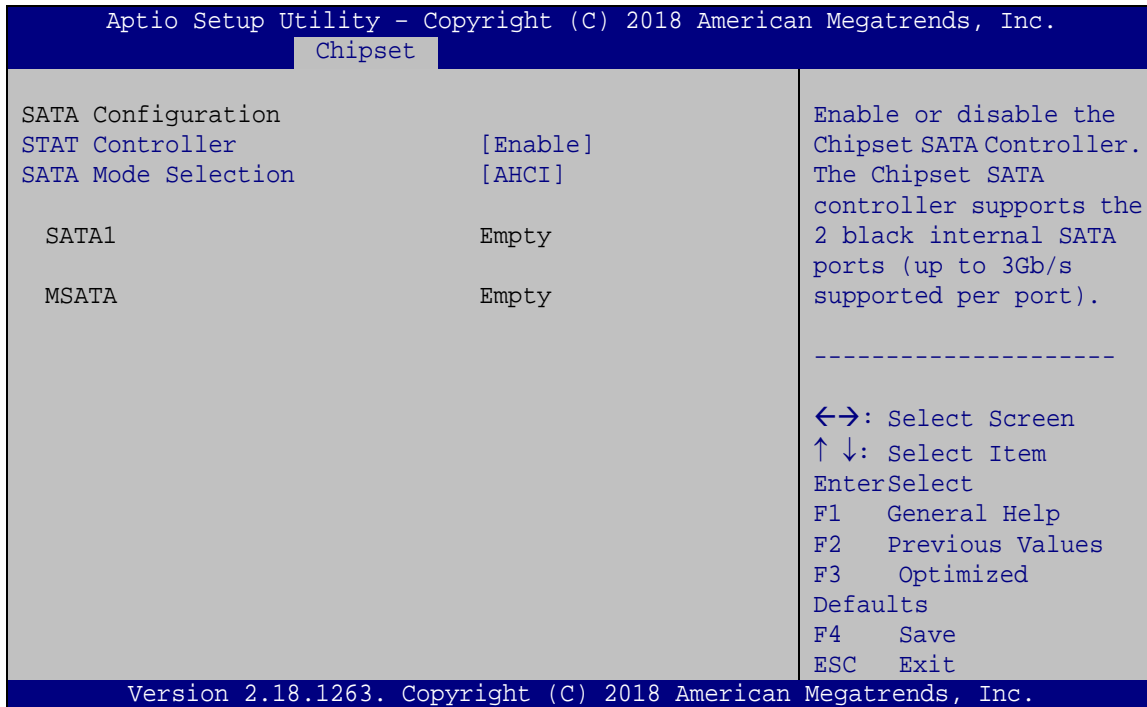 Aptio Setup Utility – Copyright (C) 2018 American Megatrends, Inc.
Chipset
SATA Configuration
STAT Controller [Enable]
SATA Mode Selection [AHCI]
SATA1 Empty
MSATA Empty
Enable or disable the
Chipset SATA Controller.
The Chipset SATA
controller supports the
2 black internal SATA
ports (up to 3Gb/s
supported per port).
---------------------
←→: Select Screen
↑ ↓: Select Item
EnterSelect
F1 General Help
F2 Previous Values
F3 Optimized
Defaults
F4 Save
ESC Exit
Version 2.18.1263. Copyright (C) 2018 American Megatrends, Inc.